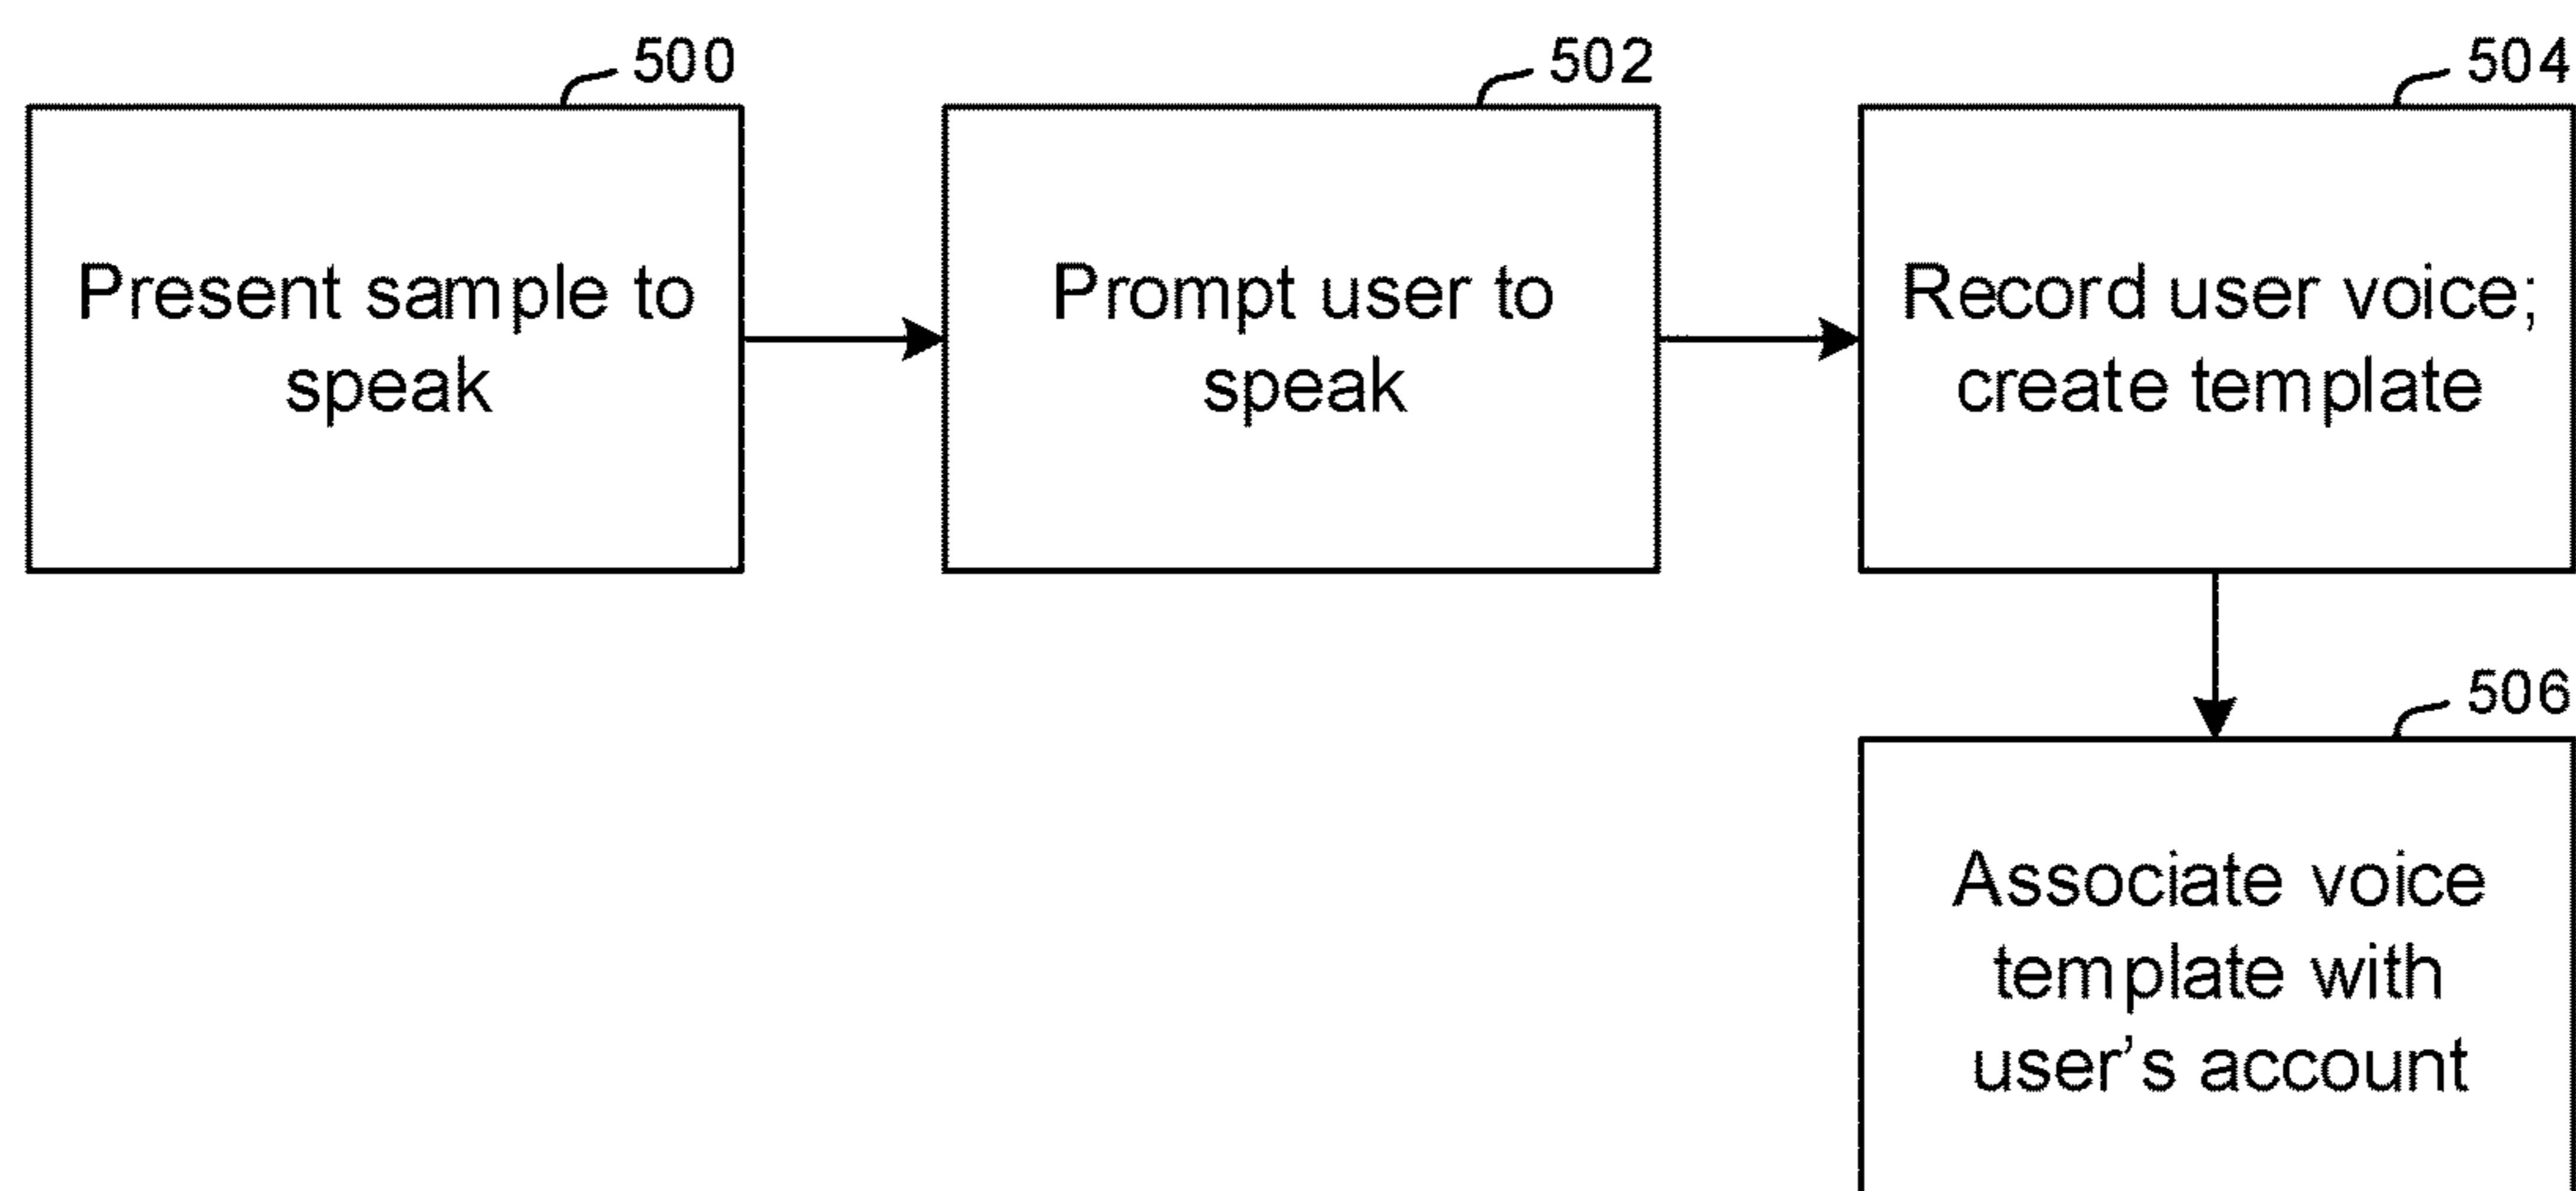 500
Present sample to
speak
502
Prompt user to
speak
504
Record user voice;
create template
506
Associate voice
template with
user's account